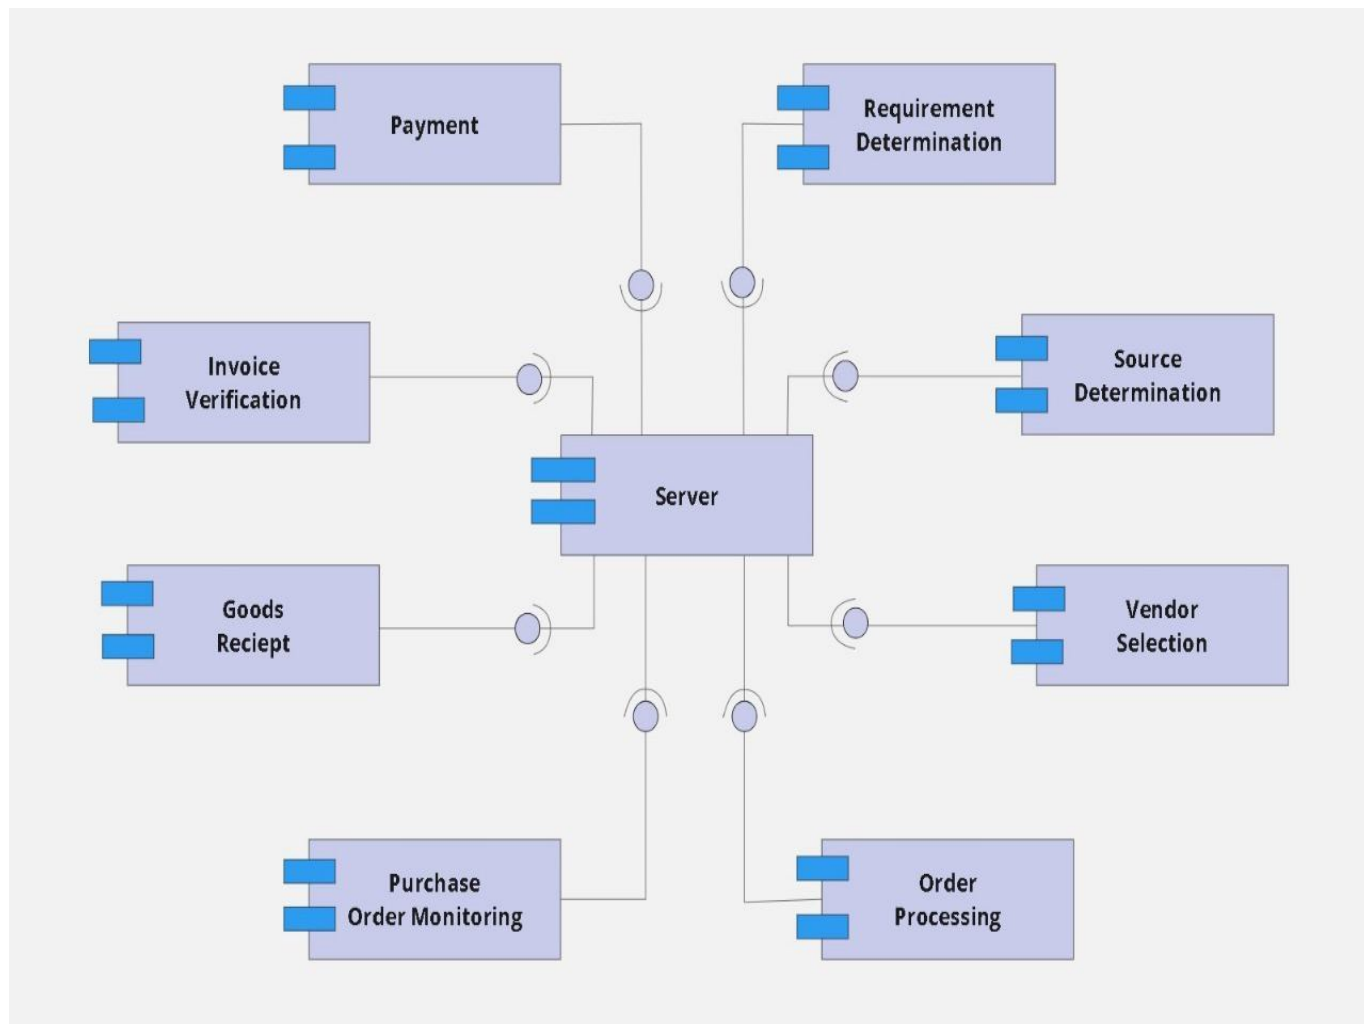 Payment
Requirement
Determination
Invoice
Verification
Source
Determination
Server
Goods
Reciept
Vendor
Selection
Purchase
Order Monitoring
Order
Processing